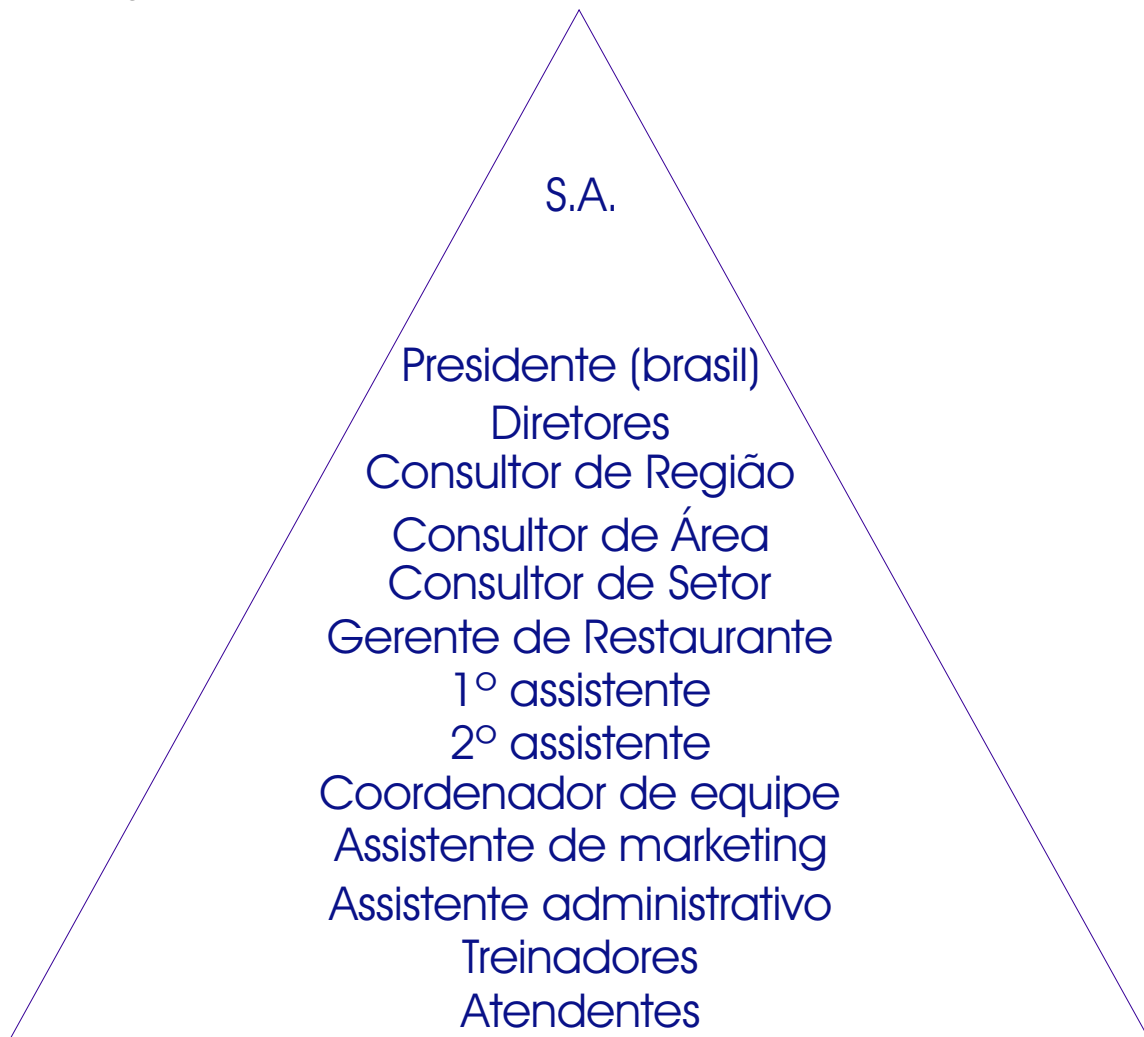 S.A.
Presidente (brasil)
Diretores
Consultor de Região
Consultor de Área
Consultor de Setor
Gerente de Restaurante
1º assistente
2º assistente
Coordenador de equipe
Assistente de marketing
Assistente administrativo
Treinadores
Atendentes